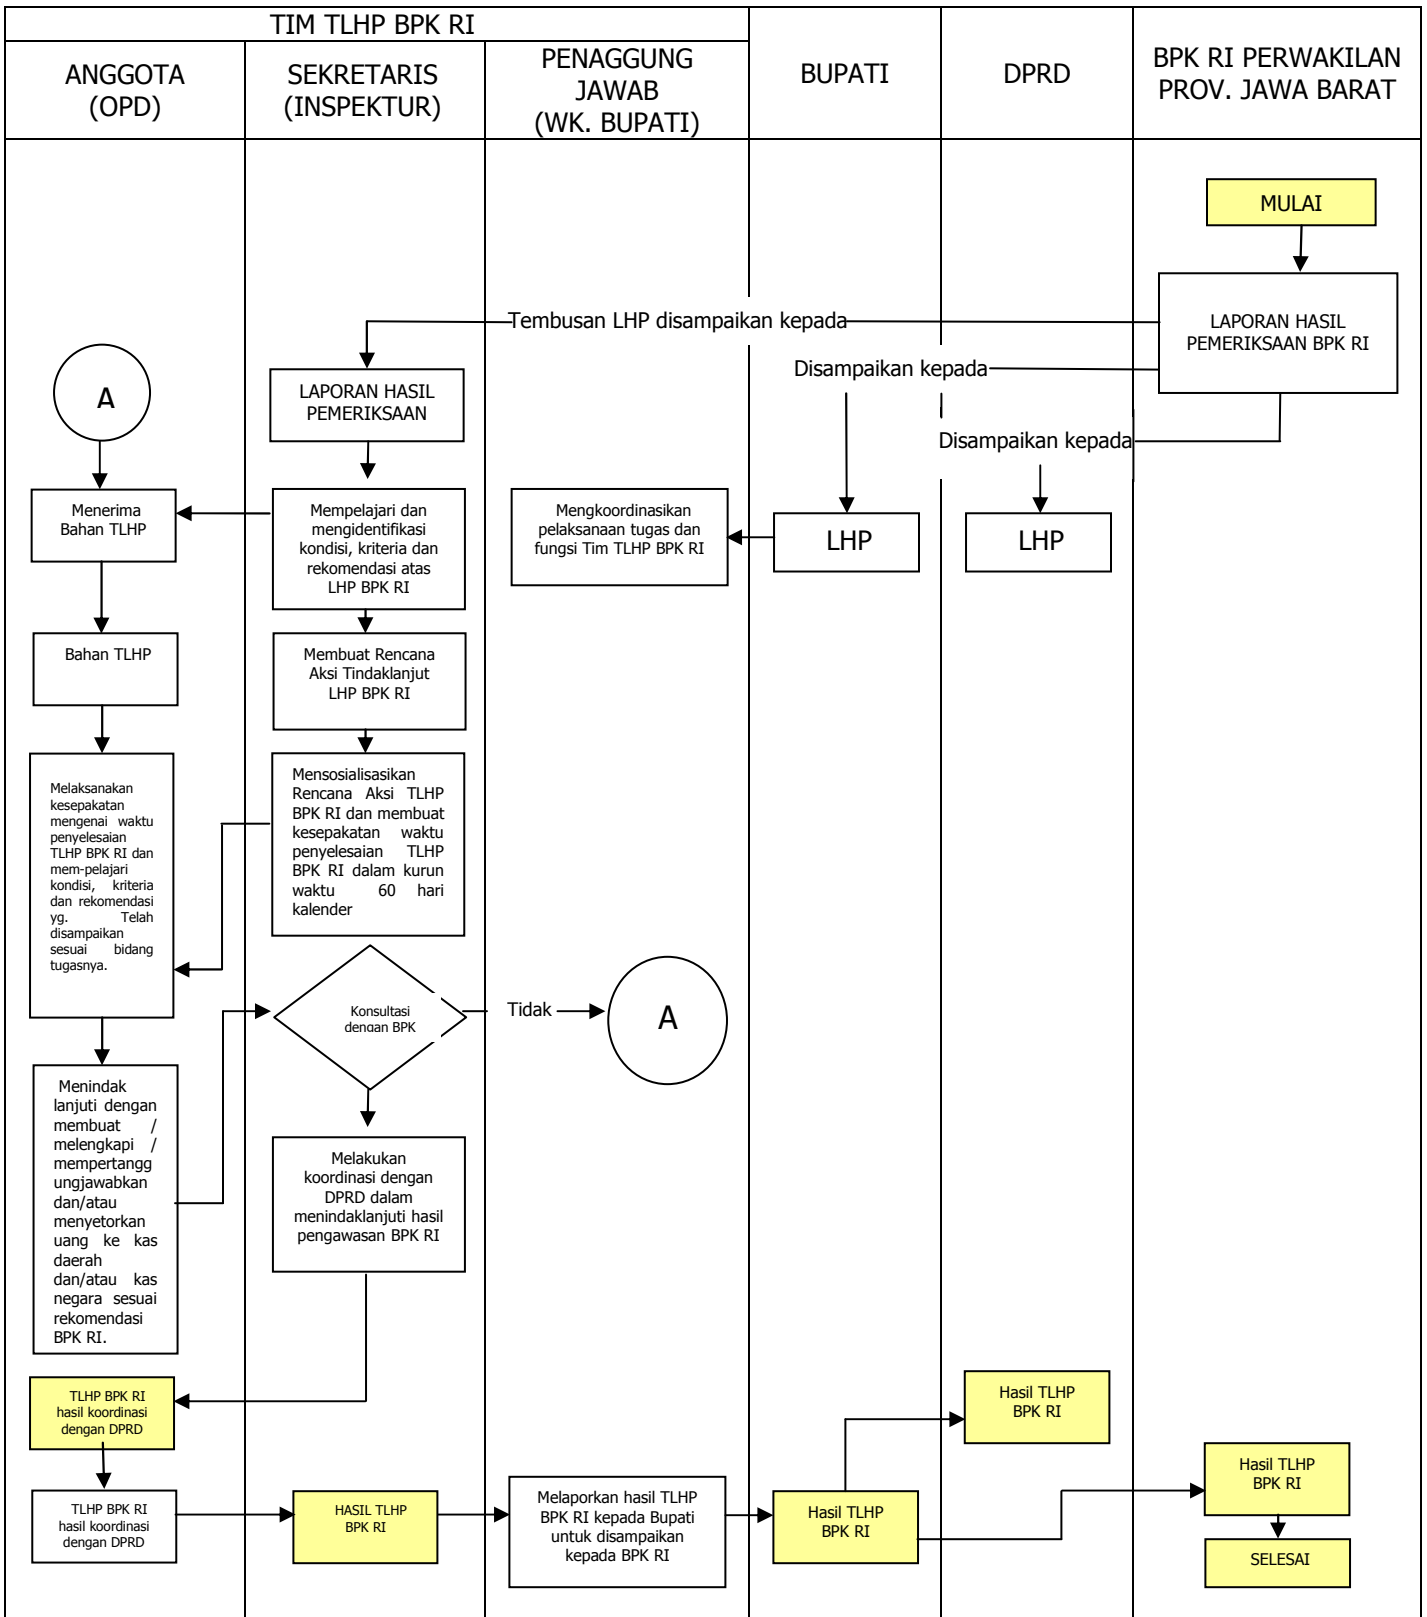 TIM TLHP BPK RI
ANGGOTA
(OPD)
SEKRETARIS
(INSPEKTUR)
PENAGGUNG
JAWAB
(WK. BUPATI)
BUPATI
DPRD
BPK RI PERWAKILAN
PROV. JAWA BARAT
MULAI
LAPORAN HASIL
PEMERIKSAAN BPK RI
Tembusan LHP disampaikan kepada
Disampaikan kepada
Disampaikan kepada
A
LAPORAN HASIL
PEMERIKSAAN
Menerima
Bahan TLHP
Mempelajari dan
mengidentifikasi
kondisi, kriteria dan
rekomendasi atas
LHP BPK RI
Mengkoordinasikan
pelaksanaan tugas dan
fungsi Tim TLHP BPK RI
LHP
LHP
Bahan TLHP
Membuat Rencana
Aksi Tindaklanjut
LHP BPK RI
Melaksanakan
kesepakatan
mengenai waktu
penyelesaian
TLHP BPK RI dan
mem-pelajari
kondisi, kriteria
dan rekomendasi
yg. Telah
disampaikan
sesuai bidang
tugasnya.
Mensosialisasikan
Rencana Aksi TLHP
BPK RI dan membuat
kesepakatan waktu
penyelesaian TLHP
BPK RI dalam kurun
waktu 60 hari
kalender
Konsultasi
dengan BPK
Tidak
A
Menindak
lanjuti dengan
membuat /
melengkapi /
mempertangg
ungjawabkan
dan/atau
menyetorkan
uang ke kas
daerah
dan/atau kas
negara sesuai
rekomendasi
BPK RI.
Melakukan
koordinasi dengan
DPRD dalam
menindaklanjuti hasil
pengawasan BPK RI
TLHP BPK RI
hasil koordinasi
dengan DPRD
Hasil TLHP
BPK RI
TLHP BPK RI
hasil koordinasi
dengan DPRD
HASIL TLHP
BPK RI
Melaporkan hasil TLHP
BPK RI kepada Bupati
untuk disampaikan
kepada BPK RI
Hasil TLHP
BPK RI
Hasil TLHP
BPK RI
SELESAI